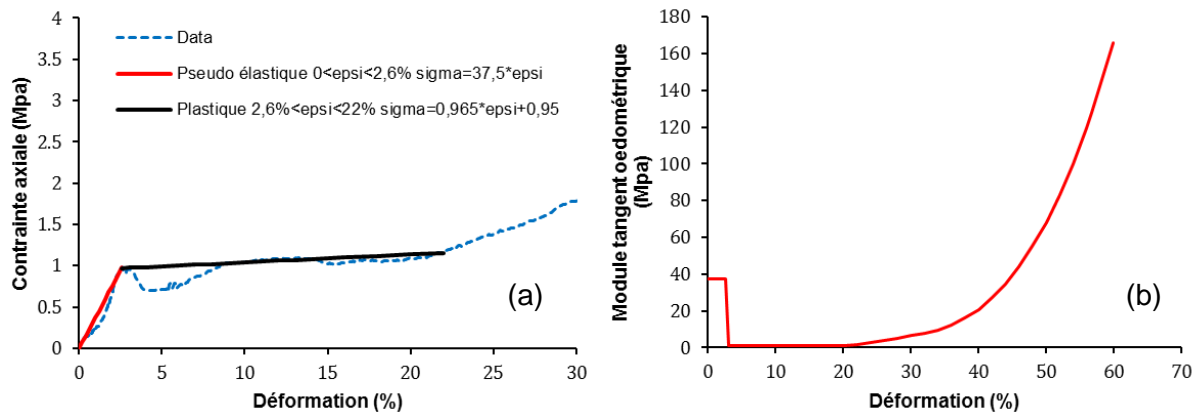 Contrainte axiale (Mpa)
4
3,5
3
2,5
2
1,5
1
0,5
0
Data
Pseudo élastique 0<epsi<2,6% sigma=37,5*epsi
Plastique 2,6%<epsi<22% sigma=0,965*epsi+0,95
(a)
0 5 10 15 20 25 30
Déformation (%)
Module tangent oedométrique
(Mpa)
180
160
140
120
100
80
60
40
20
0
(b)
0 10 20 30 40 50 60 70
Déformation (%)